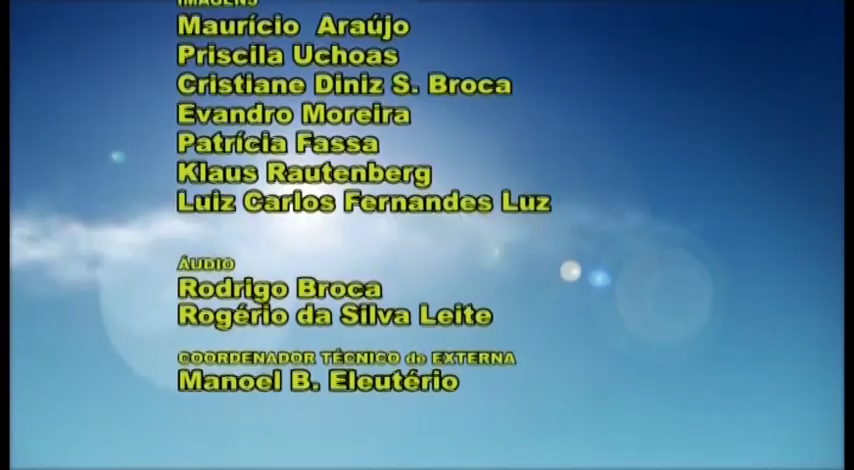 IMAGENS
Maurício Araújo
Priscila Uchoas
Cristiane Diniz S. Broca
Evandro Moreira
Patrícia Fassa
Klaus Rautenberg
Luiz Carlos Fernandes Luz
ÁUDIO
Rodrigo Broca
Rogério da Silva Leite
COORDENADOR TÉCNICO de EXTERNA
Manoel B. Eleutério